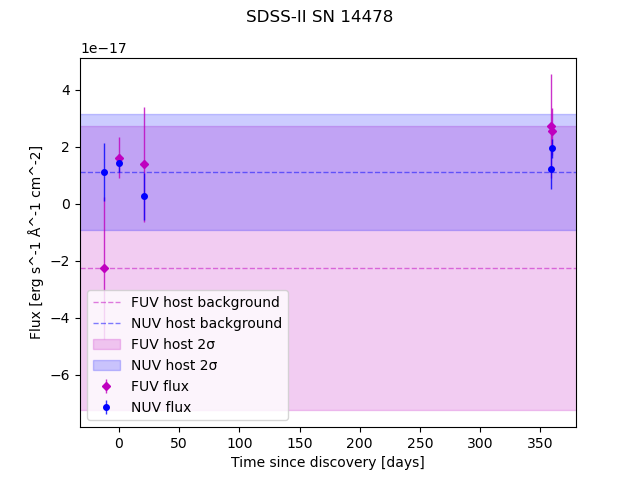 SDSS-II SN 14478
1e−17
4
2
0
−2
−4
−6
Flux [erg s^-1 Å^-1 cm^-2]
FUV host background
NUV host background
FUV host 2σ
NUV host 2σ
FUV flux
NUV flux
0 50 100 150 200 250 300 350
Time since discovery [days]